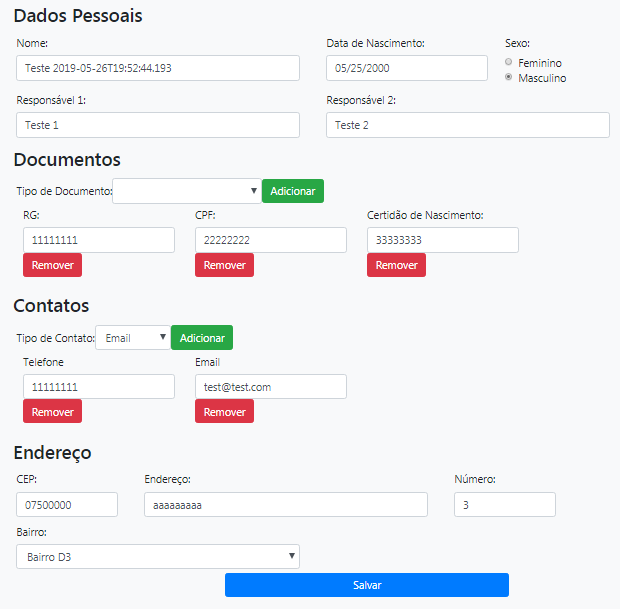 Dados Pessoais
Nome: Data de Nascimento: Sexo:
Teste 2019-05-26T19:52:44.193 05/25/2000 Feminino
Masculino
Responsável 1: Responsável 2:
Teste 1 Teste 2
Documentos
Tipo de Documento: Adicionar
RG: CPF: Certidão de Nascimento:
11111111 22222222 33333333
Remover Remover Remover
Contatos
Tipo de Contato: Email Adicionar
Telefone Email
11111111 test@test.com
Remover Remover
Endereço
CEP: Endereço: Número:
07500000 aaaaaaaaa 3
Bairro:
Bairro D3
Salvar